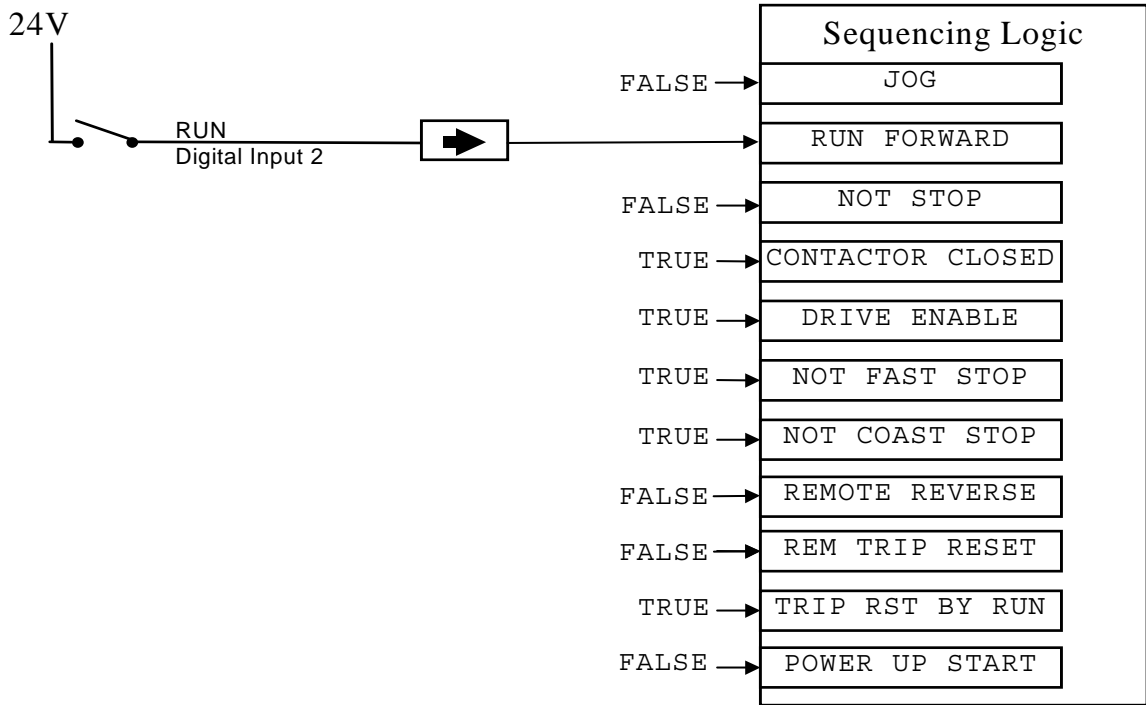 24V
Sequencing Logic
FALSE JOG
RUN RUN FORWARD
Digital Input 2
FALSE NOT STOP
TRUE CONTACTOR CLOSED
TRUE DRIVE ENABLE
TRUE NOT FAST STOP
TRUE NOT COAST STOP
FALSE REMOTE REVERSE
FALSE REM TRIP RESET
TRUE TRIP RST BY RUN
FALSE POWER UP START